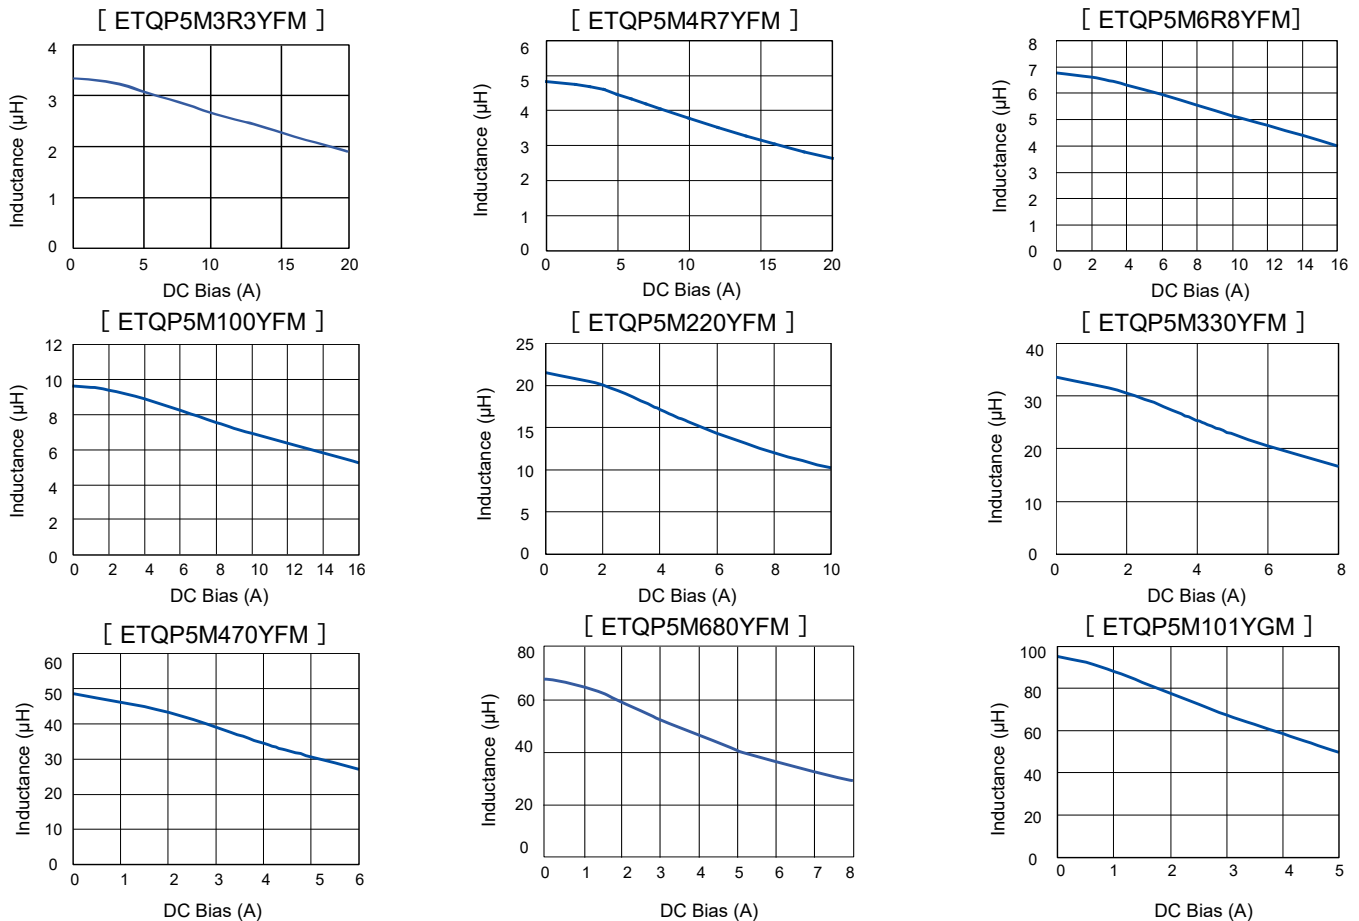 [ ETQP5M3R3YFM ]
Inductance (µH)
4
3
2
1
0
0 5 10 15 20
DC Bias (A)
[ ETQP5M4R7YFM ]
Inductance (µH)
6
5
4
3
2
1
0
0 5 10 15 20
DC Bias (A)
[ ETQP5M6R8YFM]
Inductance (µH)
8
7
6
5
4
3
2
1
0
0 2 4 6 8 10 12 14 16
DC Bias (A)
[ ETQP5M100YFM ]
Inductance (µH)
12
10
8
6
4
2
0
0 2 4 6 8 10 12 14 16
DC Bias (A)
[ ETQP5M220YFM ]
Inductance (µH)
25
20
15
10
5
0
0 2 4 6 8 10
DC Bias (A)
[ ETQP5M330YFM ]
Inductance (µH)
40
30
20
10
0
0 2 4 6 8
DC Bias (A)
[ ETQP5M470YFM ]
Inductance (µH)
60
50
40
30
20
10
0
0 1 2 3 4 5 6
DC Bias (A)
[ ETQP5M680YFM ]
Inductance (µH)
80
60
40
20
0
0 1 2 3 4 5 6 7 8
DC Bias (A)
[ ETQP5M101YGM ]
Inductance (µH)
100
80
60
40
20
0
0 1 2 3 4 5
DC Bias (A)